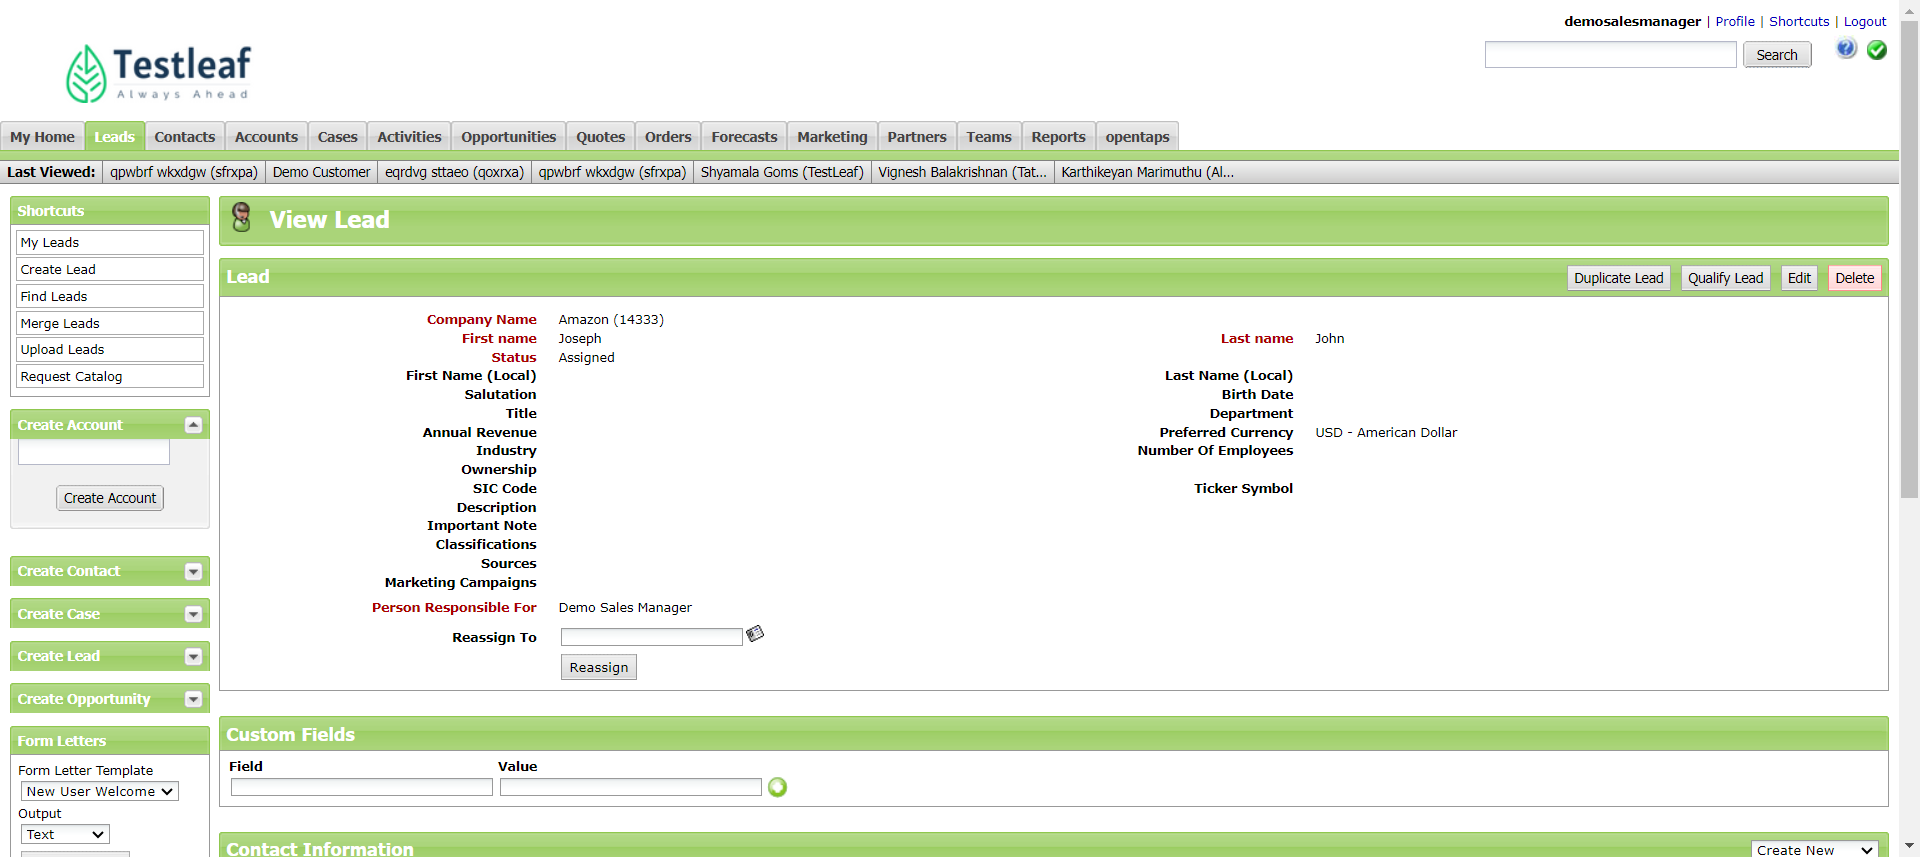 demosalesmanager | Profile | Shortcuts | Logout
Testleaf
Always Ahead
Search
My Home Leads Contacts Accounts Cases Activities Opportunities Quotes Orders Forecasts Marketing Partners Teams Reports opentaps
Last Viewed: qpwbrf wkxdgw (sfrxpa) Demo Customer eqrdvg sttaeo (qoxrxa) qpwbrf wkxdgw (sfrxpa) Shyamala Goms (TestLeaf) Vignesh Balakrishnan (Tat... Karthikeyan Marimuthu (Al...
Shortcuts
My Leads
Create Lead
Find Leads
Merge Leads
Upload Leads
Request Catalog
Create Account
Create Account
Create Contact
Create Case
Create Lead
Create Opportunity
Form Letters
Form Letter Template
New User Welcome
Output
Text
View Lead
Lead
Duplicate Lead Qualify Lead Edit Delete
Company Name Amazon (14333)
First name Joseph Last name John
Status Assigned
First Name (Local) Last Name (Local)
Salutation Birth Date
Title Department
Annual Revenue Preferred Currency USD - American Dollar
Industry Number Of Employees
Ownership
SIC Code Ticker Symbol
Description
Important Note
Classifications
Sources
Marketing Campaigns
Person Responsible For Demo Sales Manager
Reassign To
Reassign
Custom Fields
Field Value
Contact Information
Create New